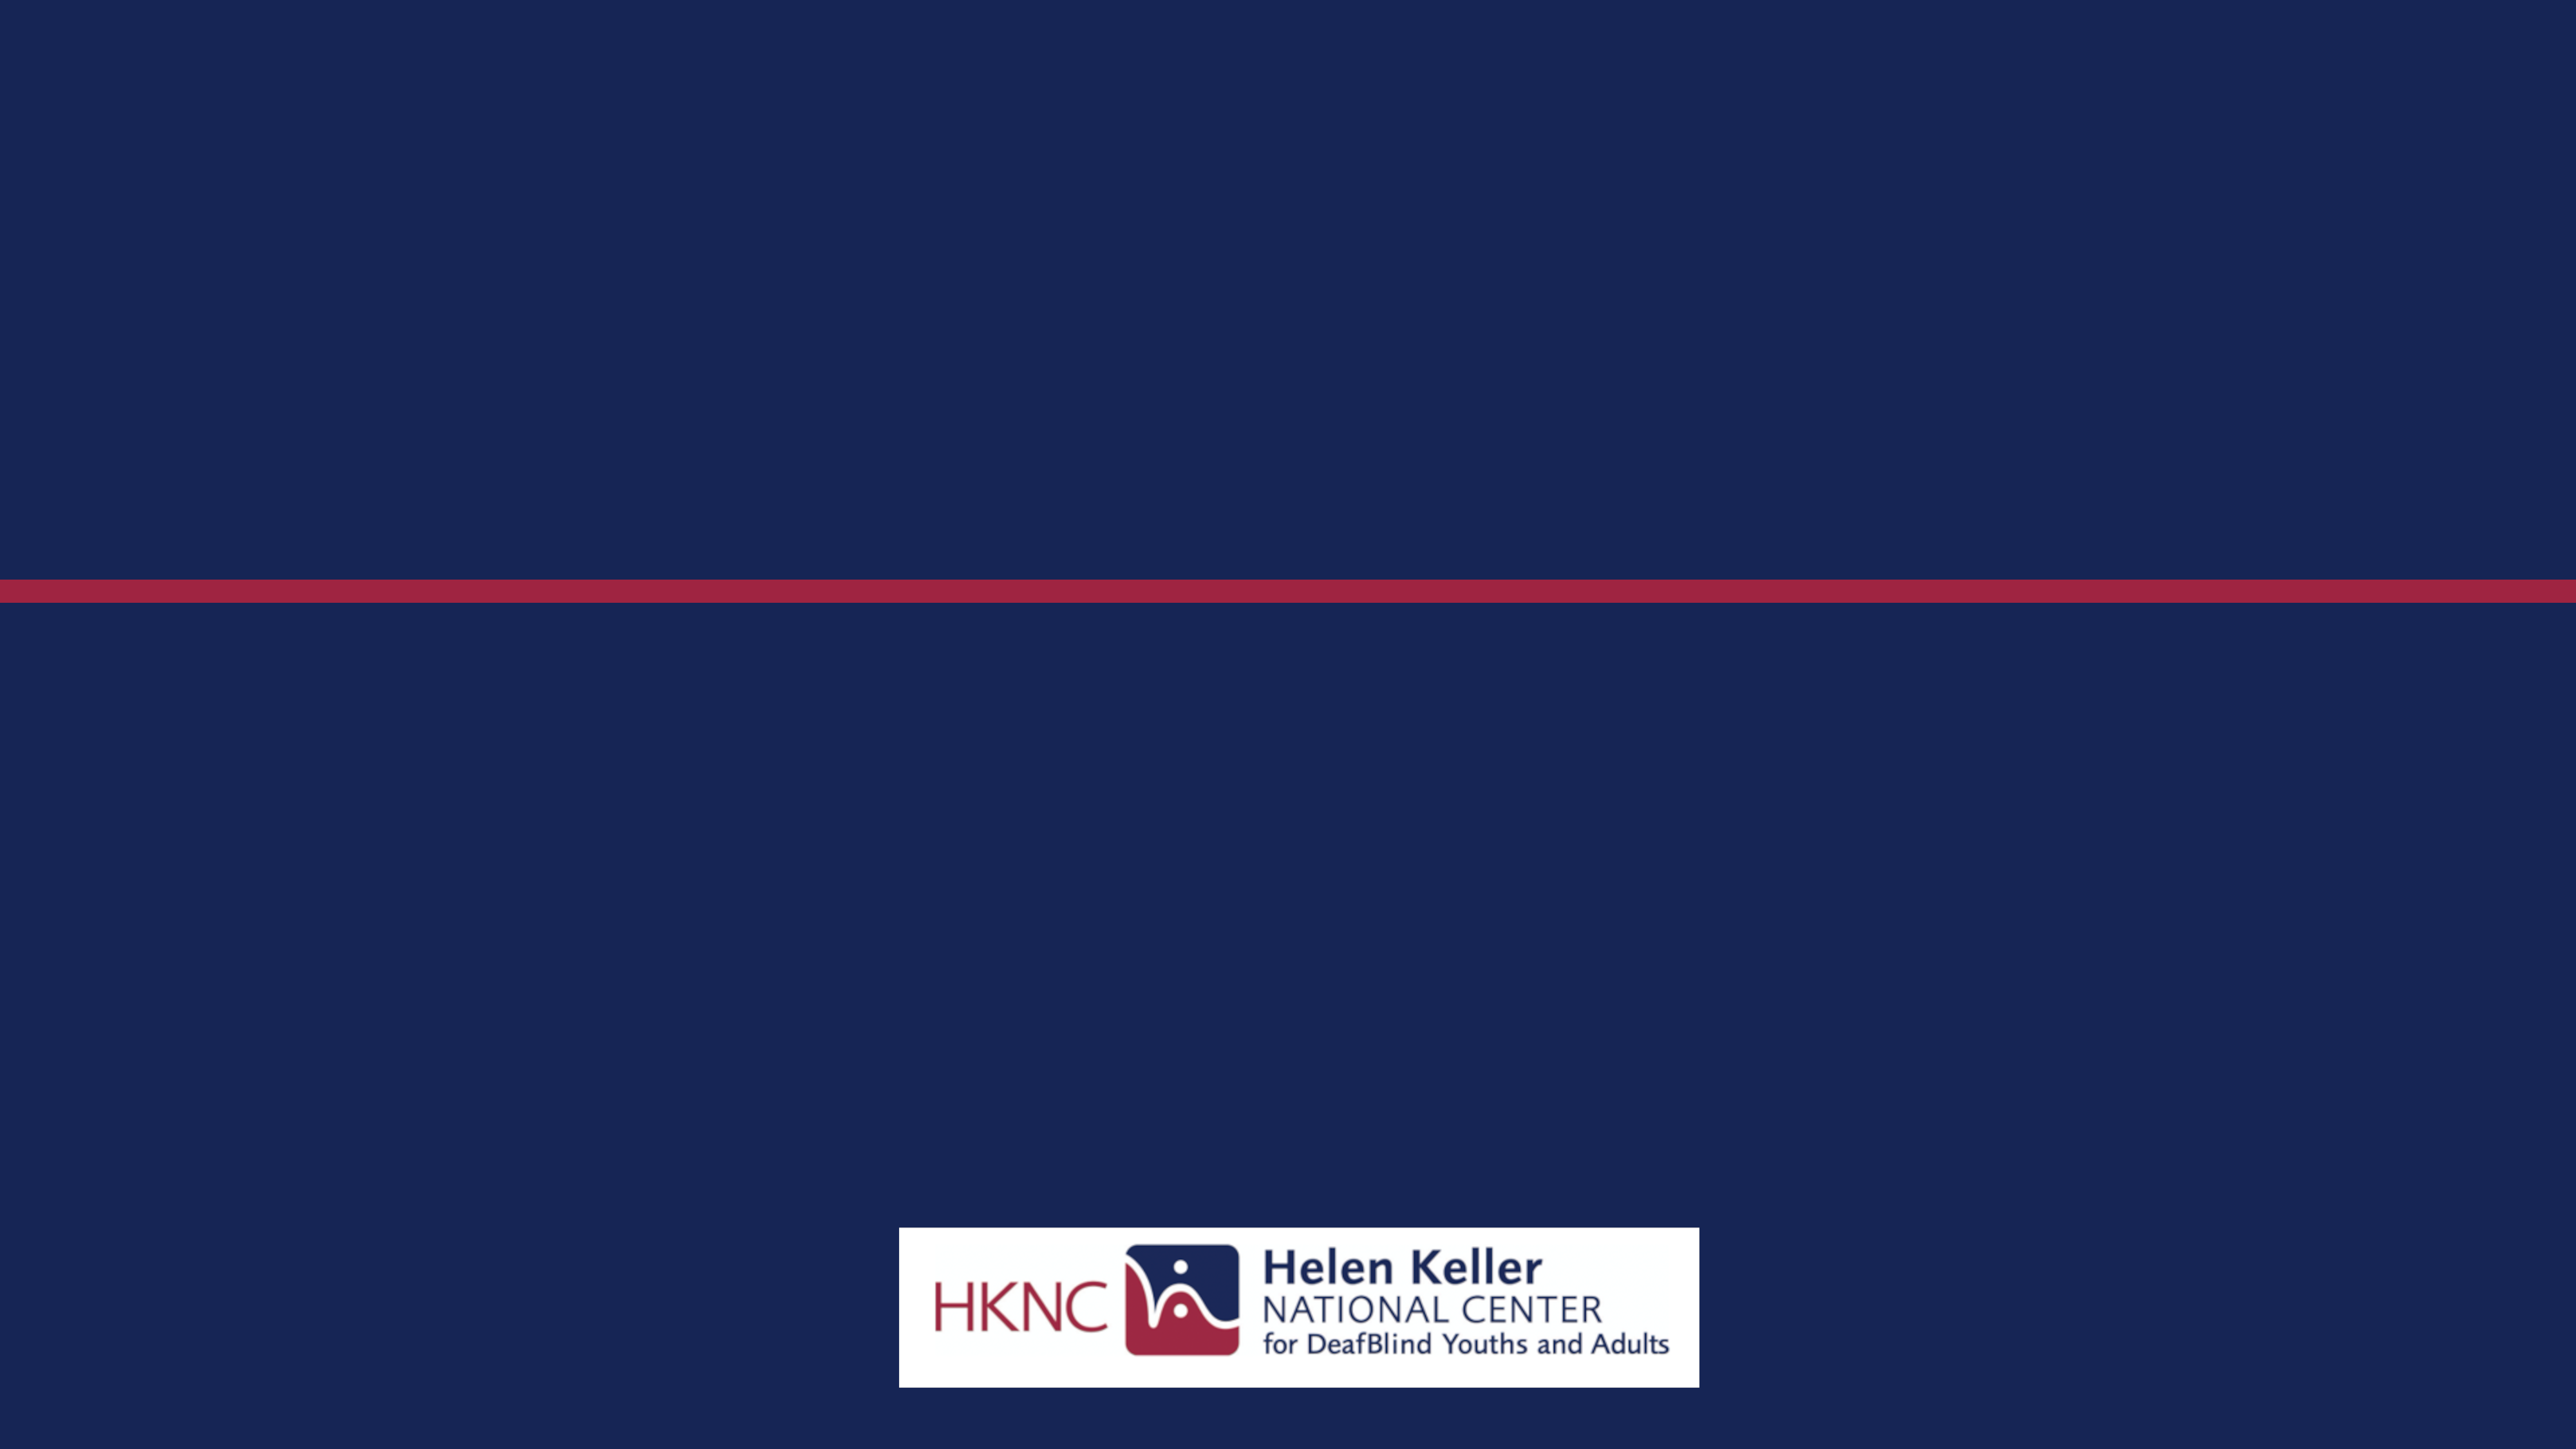 HKNC
Helen Keller
NATIONAL CENTER
for DeafBlind Youths and Adults